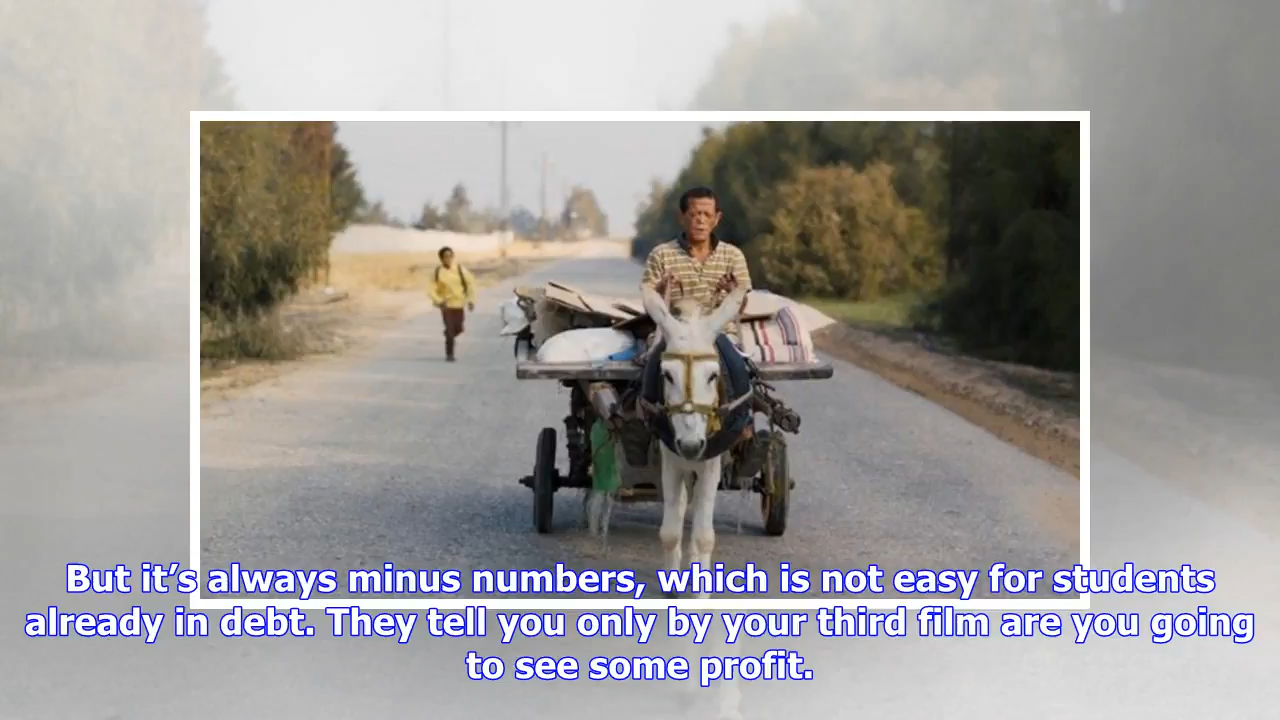 But it’s always minus numbers, which is not easy for students
already in debt. They tell you only by your third film are you going
to see some profit.